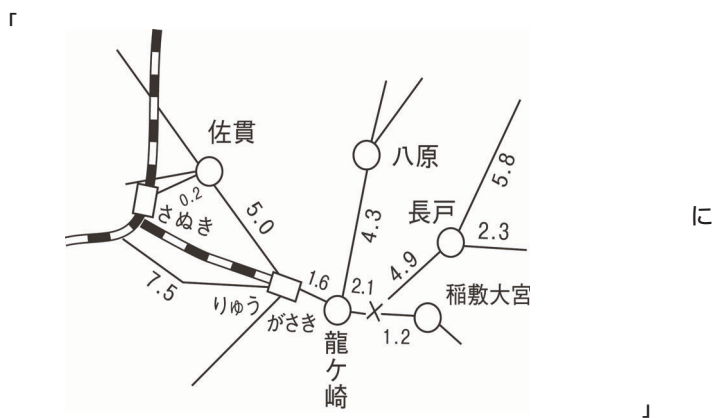 「
佐貫
八原
5.8
0.2
さぬき
5.0
4.3
長戸
2.3
4.9
7.5
りゅう
がさき
1.6
2.1
稲敷大宮
1.2
龍ケ崎
に
」